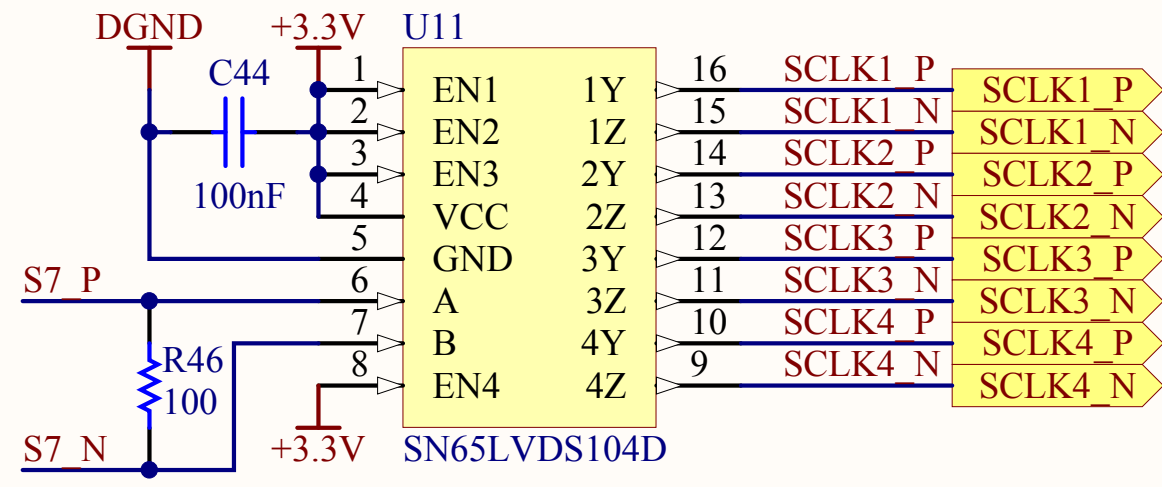 DGND +3.3V U11
C44
100nF
1 EN1 1Y 16 SCLK1_P SCLK1_P
2 EN2 1Z 15 SCLK1_N SCLK1_N
3 EN3 2Y 14 SCLK2_P SCLK2_P
4 VCC 2Z 13 SCLK2_N SCLK2_N
5 GND 3Y 12 SCLK3_P SCLK3_P
S7_P 6 A 3Z 11 SCLK3_N SCLK3_N
7 B 4Y 10 SCLK4_P SCLK4_P
8 EN4 4Z 9 SCLK4_N SCLK4_N
R46
100
S7_N +3.3V SN65LVDS104D